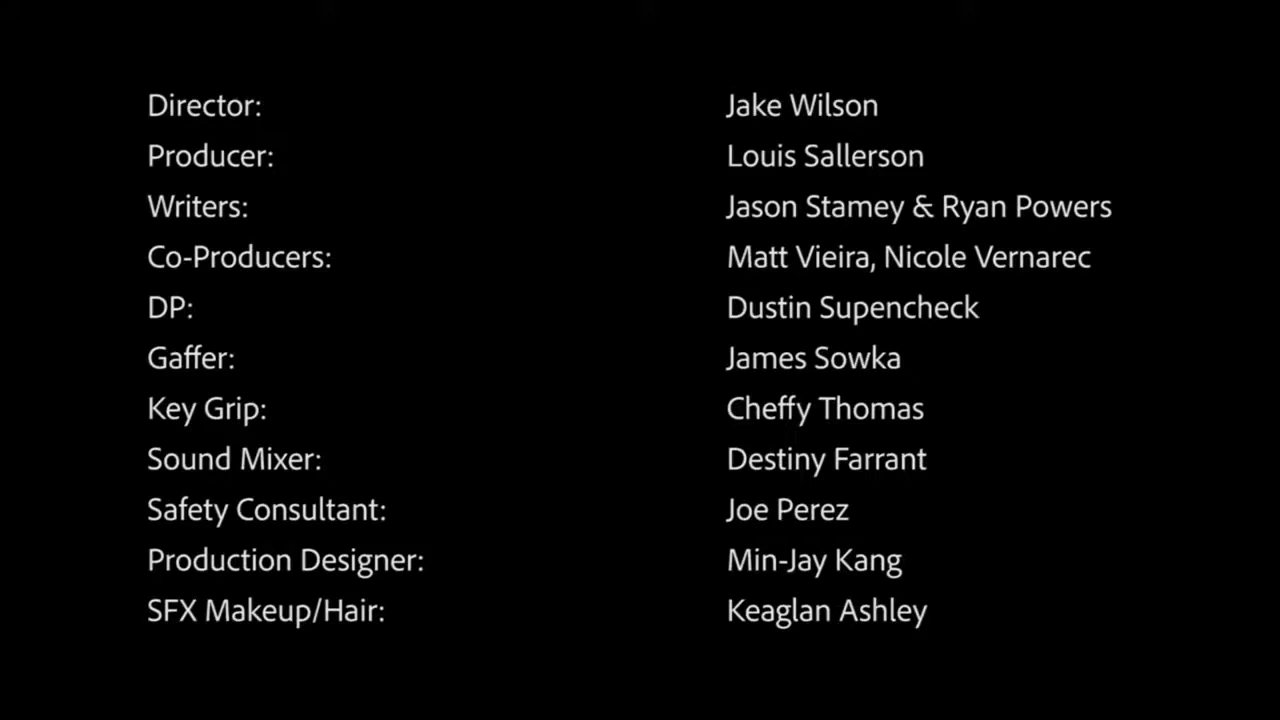 Director: Jake Wilson
Producer: Louis Sallerson
Writers: Jason Stamey & Ryan Powers
Co-Producers: Matt Vieira, Nicole Vernarec
DP: Dustin Supencheck
Gaffer: James Sowka
Key Grip: Cheffy Thomas
Sound Mixer: Destiny Farrant
Safety Consultant: Joe Perez
Production Designer: Min-Jay Kang
SFX Makeup/Hair: Keaglan Ashley